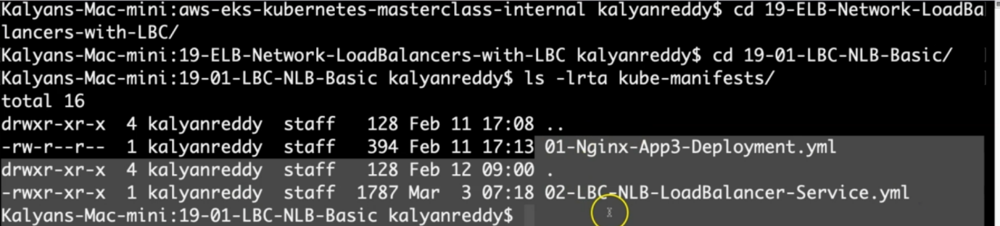 Kalyans-Mac-mini:aws-eks-kubernetes-masterclass-internal kalyanreddy$ cd 19-ELB-Network-LoadBa
lancers-with-LBC/
Kalyans-Mac-mini:19-ELB-Network-LoadBalancers-with-LBC kalyanreddy$ cd 19-01-LBC-NLB-Basic/
Kalyans-Mac-mini:19-01-LBC-NLB-Basic kalyanreddy$ ls -lrta kube-manifests/
total 16
drwxr-xr-x  4 kalyanreddy  staff   128 Feb 11 17:08 ..
-rw-r--r--  1 kalyanreddy  staff   394 Feb 11 17:13 01-Nginx-App3-Deployment.yml
drwxr-xr-x  4 kalyanreddy  staff   128 Feb 12 09:00 .
-rwxr-xr-x  1 kalyanreddy  staff  1787 Mar  3 07:18 02-LBC-NLB-LoadBalancer-Service.yml
Kalyans-Mac-mini:19-01-LBC-NLB-Basic kalyanreddy$